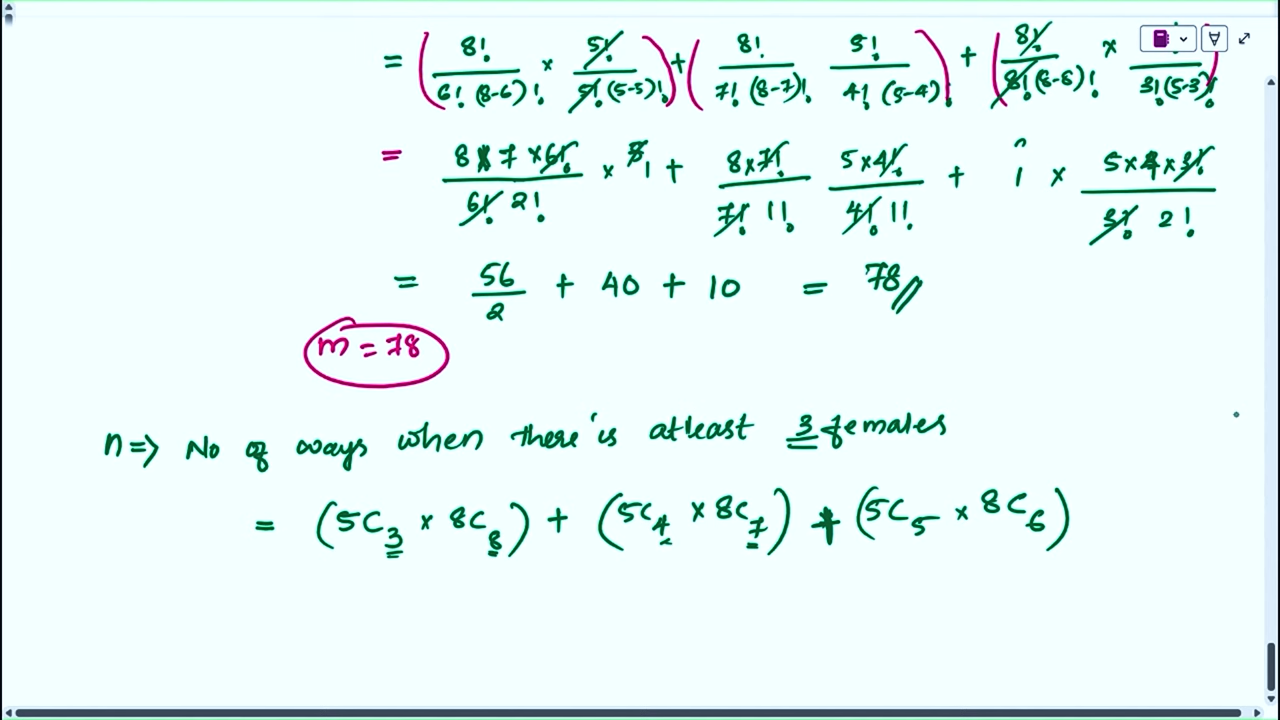 = ( 8! / 6! (8-6)! × 5! / 5! (5-5)! ) + ( 8! / 7! (8-7)! 5! / 4! (5-4)! ) + ( 8! / 8! (8-8)! × / 3! (5-3)! )
= 8 × 7 × 6! / 6! 2! × 1 + 8×7! / 7! 1! 5×4! / 4! 1! + 1 × 5×4×3! / 3! 2!
= 56 / 2 + 40 + 10 = 78//
m = 78
n => No of ways when there is atleast 3 females
= (5C3 × 8C8) + (5C4 × 8C7) + (5C5 × 8C6)